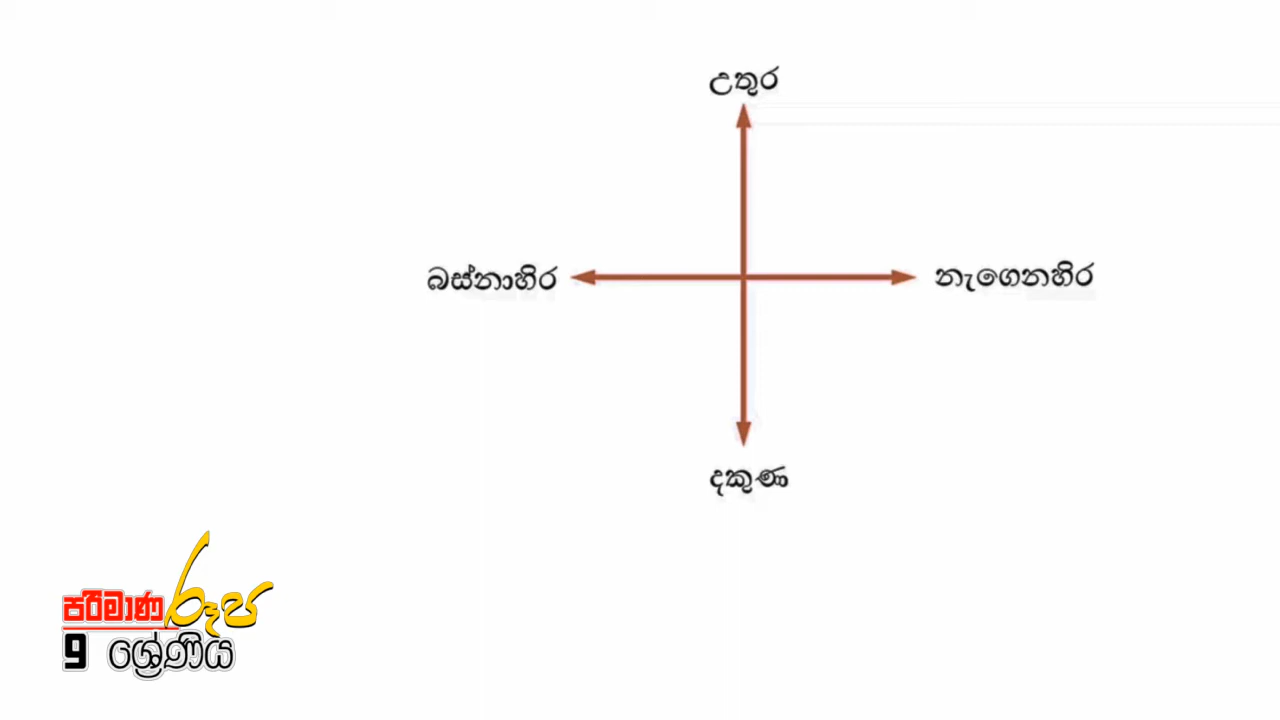 උතුර
බස්නාහිර
නැගෙනහිර
දකුණ
පරිමාණ රූප
9 ශ්‍රේණිය